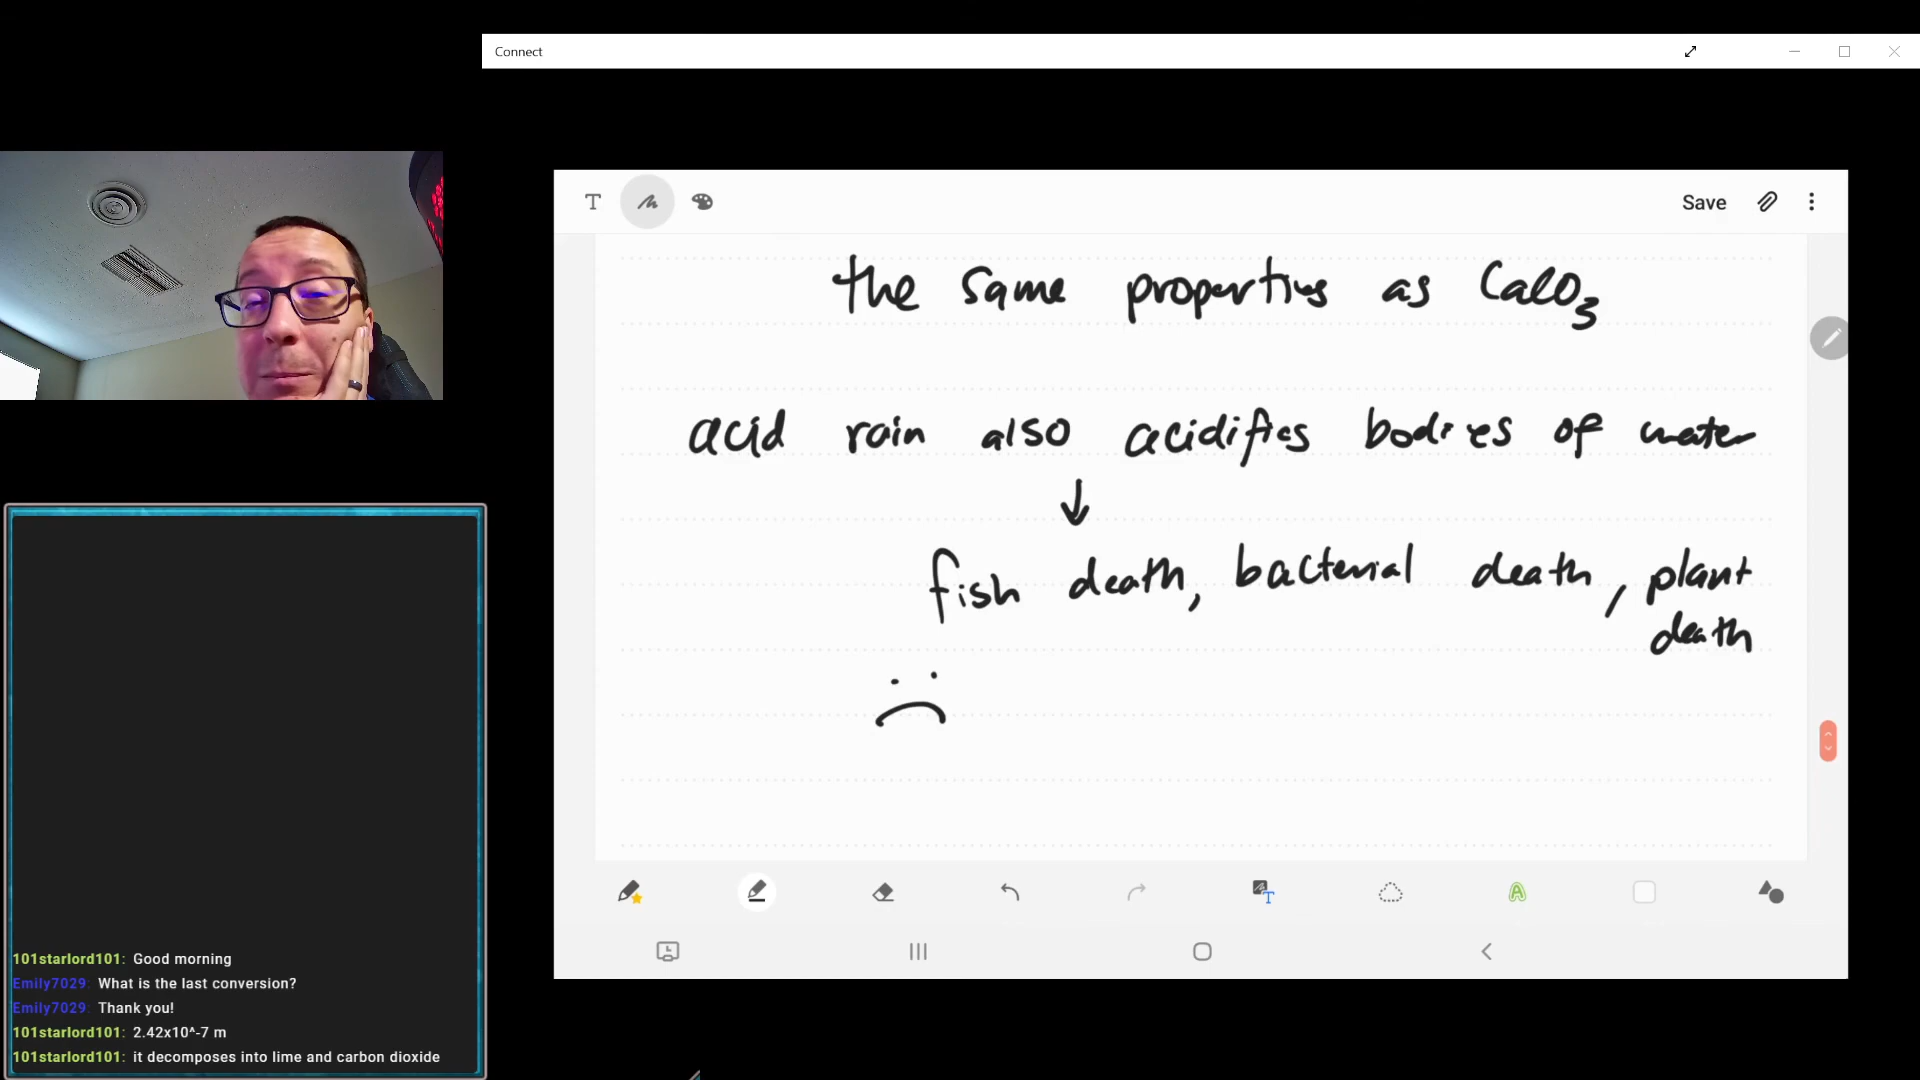 Connect
T
Save
the same properties as CaCO3
acid rain also acidifies bodies of water
↓
fish death, bacterial death, plant
death
101starlord101: Good morning
Emily7029: What is the last conversion?
Emily7029: Thank you!
101starlord101: 2.42x10^-7 m
101starlord101: it decomposes into lime and carbon dioxide